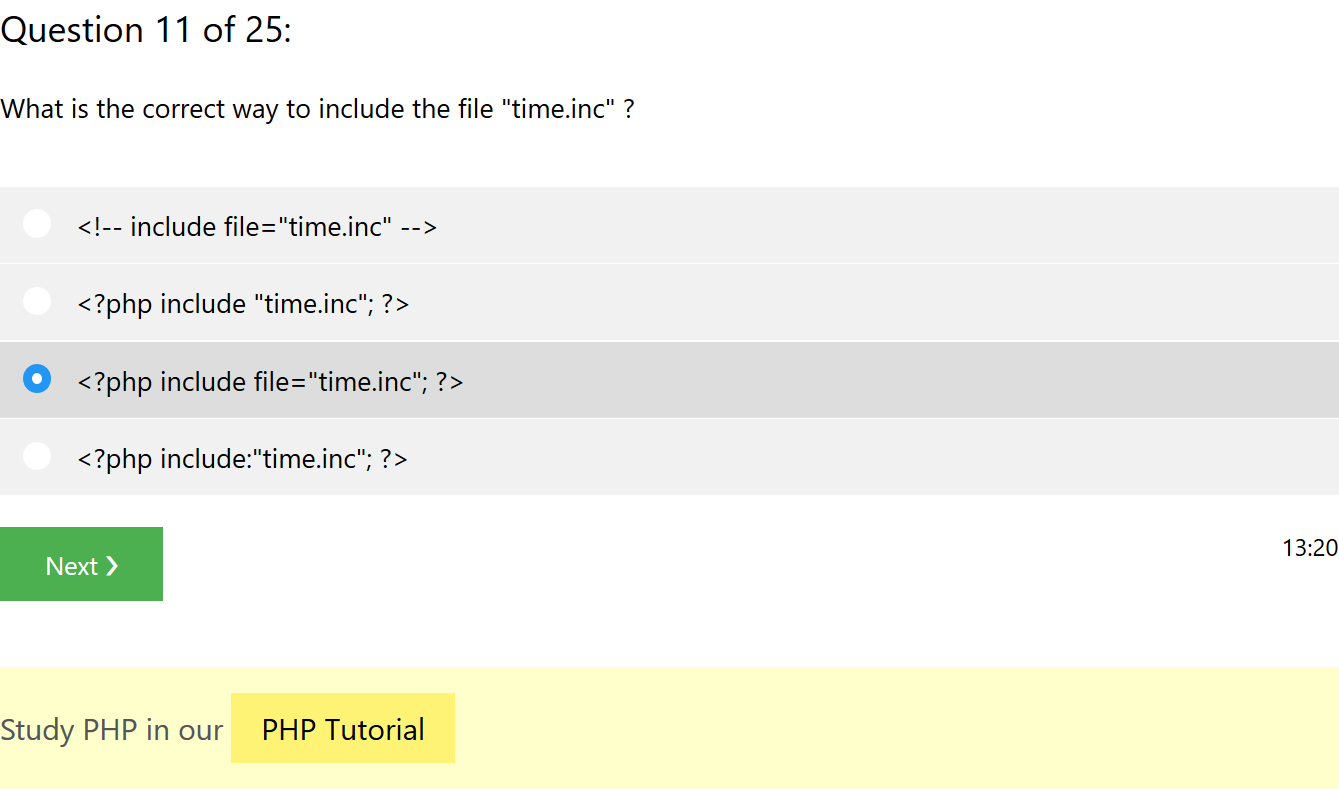 Question 11 of 25:
What is the correct way to include the file "time.inc" ?
<!-- include file="time.inc" -->
<?php include "time.inc"; ?>
<?php include file="time.inc"; ?>
<?php include:"time.inc"; ?>
Next ❯
13:20
Study PHP in our PHP Tutorial